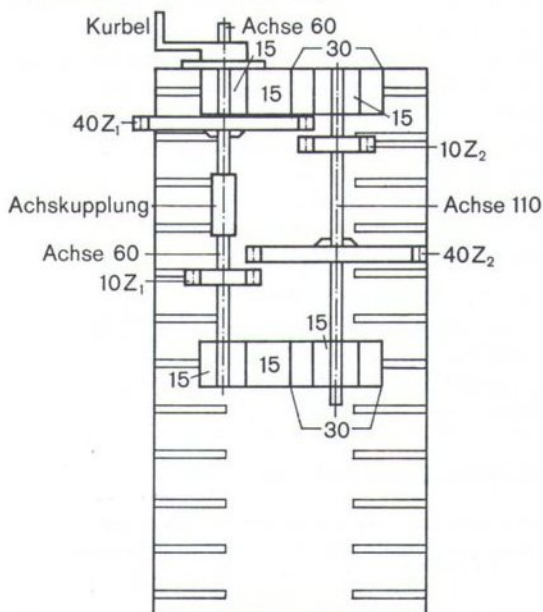 Kurbel
Achse 60
15
30
15
15
40Z₁
10Z₂
Achskupplung
Achse 110
Achse 60
40Z₂
10Z₁
15
15
15
30